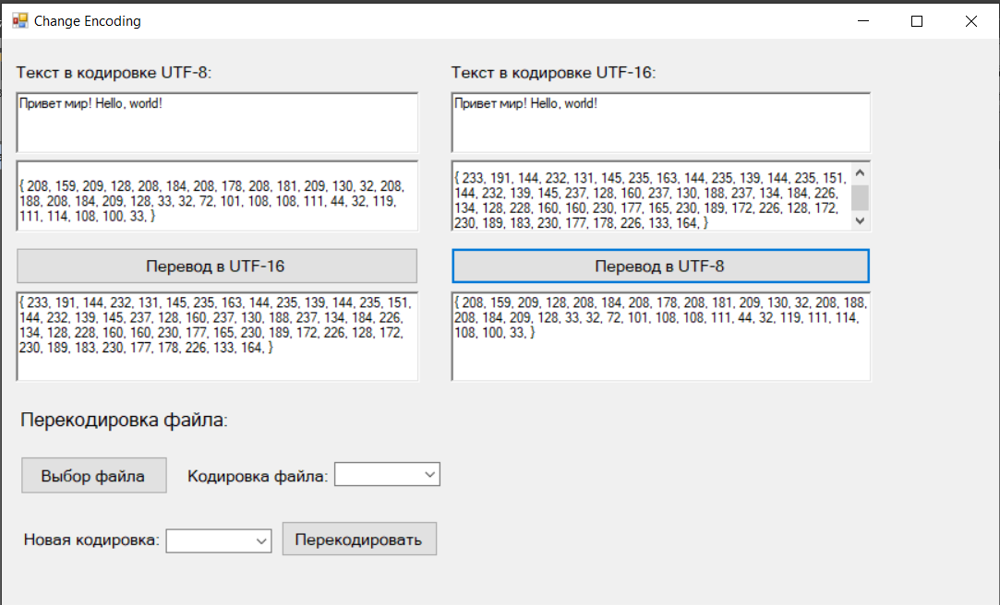 Change Encoding
Текст в кодировке UTF-8:
Привет мир! Hello, world!
{ 208, 159, 209, 128, 208, 184, 208, 178, 208, 181, 209, 130, 32, 208,
188, 208, 184, 209, 128, 33, 32, 72, 101, 108, 108, 111, 44, 32, 119,
111, 114, 108, 100, 33, }
Перевод в UTF-16
{ 233, 191, 144, 232, 131, 145, 235, 163, 144, 235, 139, 144, 235, 151,
144, 232, 139, 145, 237, 128, 160, 237, 130, 188, 237, 134, 184, 226,
134, 128, 228, 160, 160, 230, 177, 165, 230, 189, 172, 226, 128, 172,
230, 189, 183, 230, 177, 178, 226, 133, 164, }
Текст в кодировке UTF-16:
Привет мир! Hello, world!
{ 233, 191, 144, 232, 131, 145, 235, 163, 144, 235, 139, 144, 235, 151,
144, 232, 139, 145, 237, 128, 160, 237, 130, 188, 237, 134, 184, 226,
134, 128, 228, 160, 160, 230, 177, 165, 230, 189, 172, 226, 128, 172,
230, 189, 183, 230, 177, 178, 226, 133, 164, }
Перевод в UTF-8
{ 208, 159, 209, 128, 208, 184, 208, 178, 208, 181, 209, 130, 32, 208, 188,
208, 184, 209, 128, 33, 32, 72, 101, 108, 108, 111, 44, 32, 119, 111, 114,
108, 100, 33, }
Перекодировка файла:
Выбор файла
Кодировка файла:
Новая кодировка:
Перекодировать